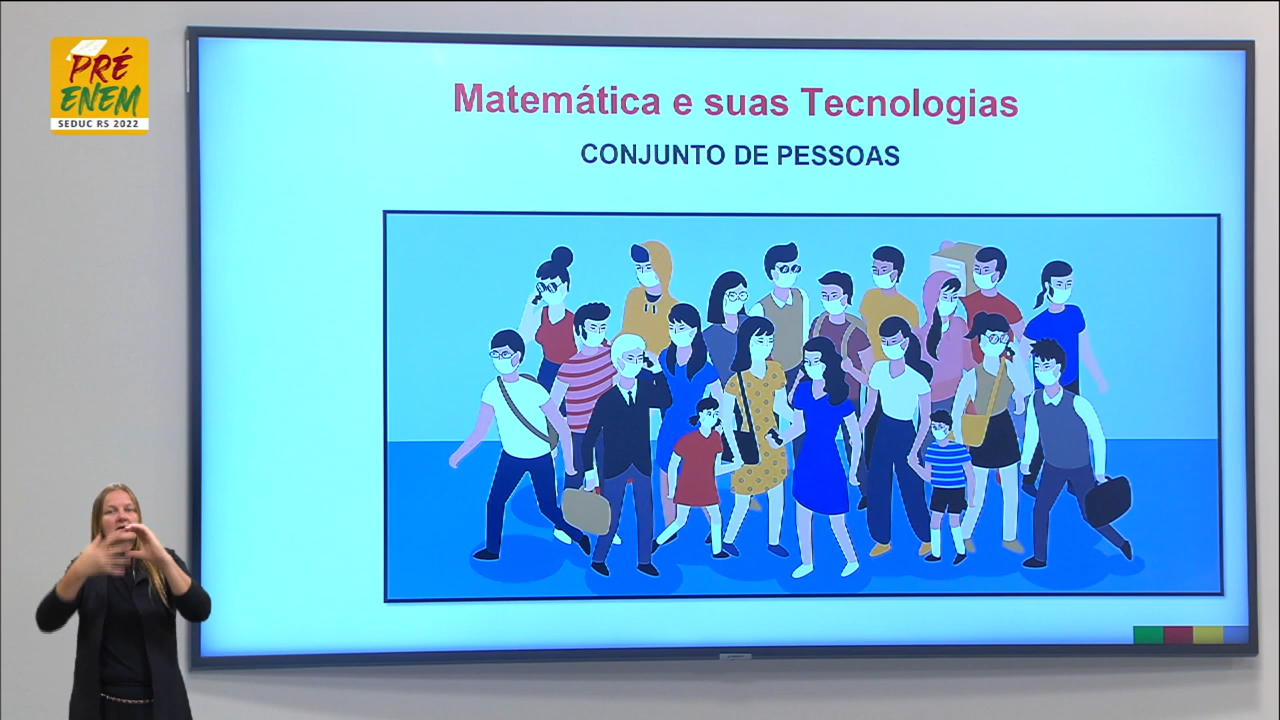 PRÉ
ENEM
SEDUC RS 2022
Matemática e suas Tecnologias
CONJUNTO DE PESSOAS